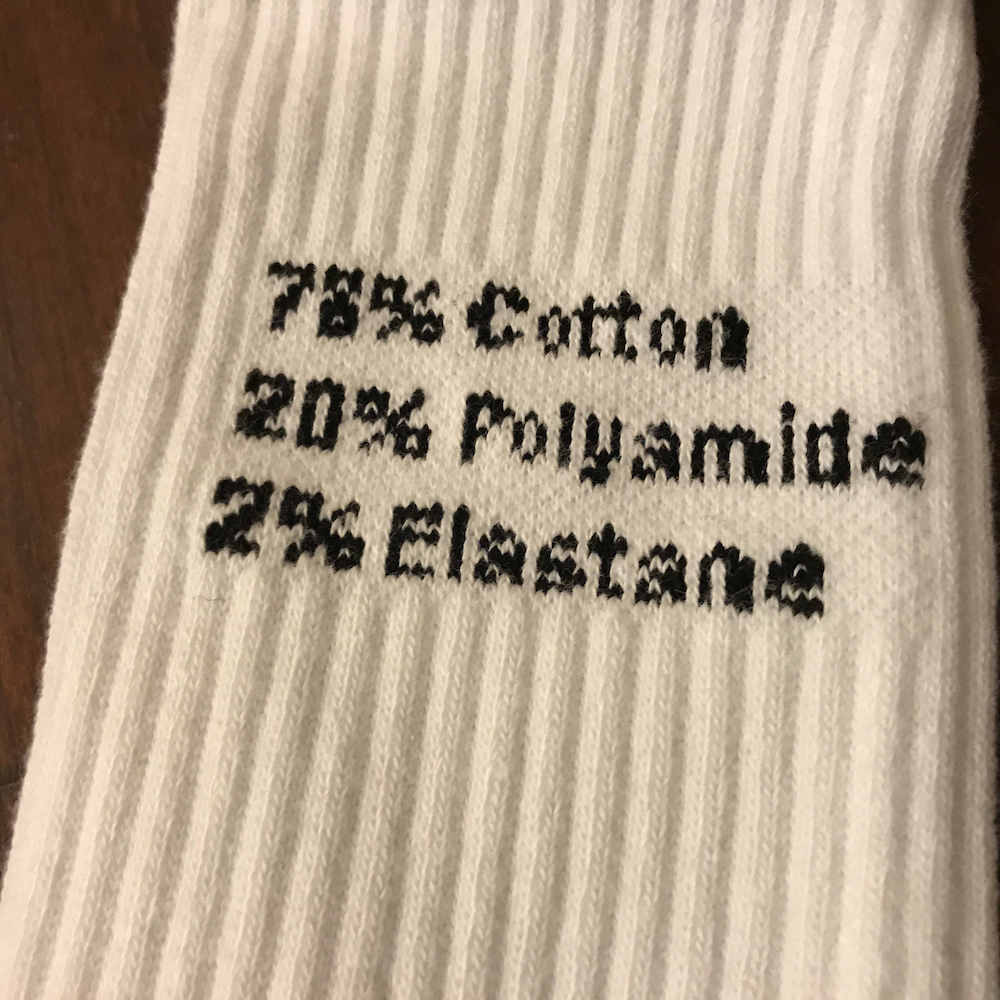 78% Cotton
20% Polyamide
2% Elastane